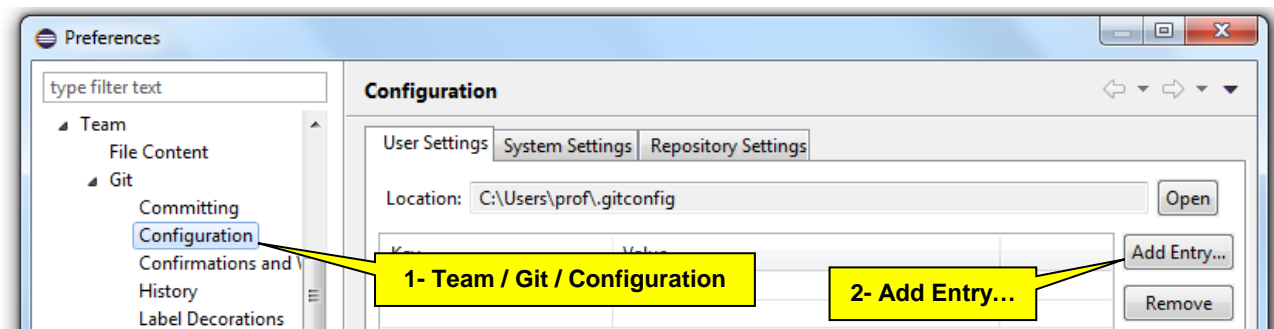 Preferences
type filter text
Configuration
Team
File Content
Git
Committing
Configuration
Confirmations and
History
Label Decorations
User Settings System Settings Repository Settings
Location: C:\Users\prof\.gitconfig Open
Add Entry...
Remove
1- Team / Git / Configuration
2- Add Entry…